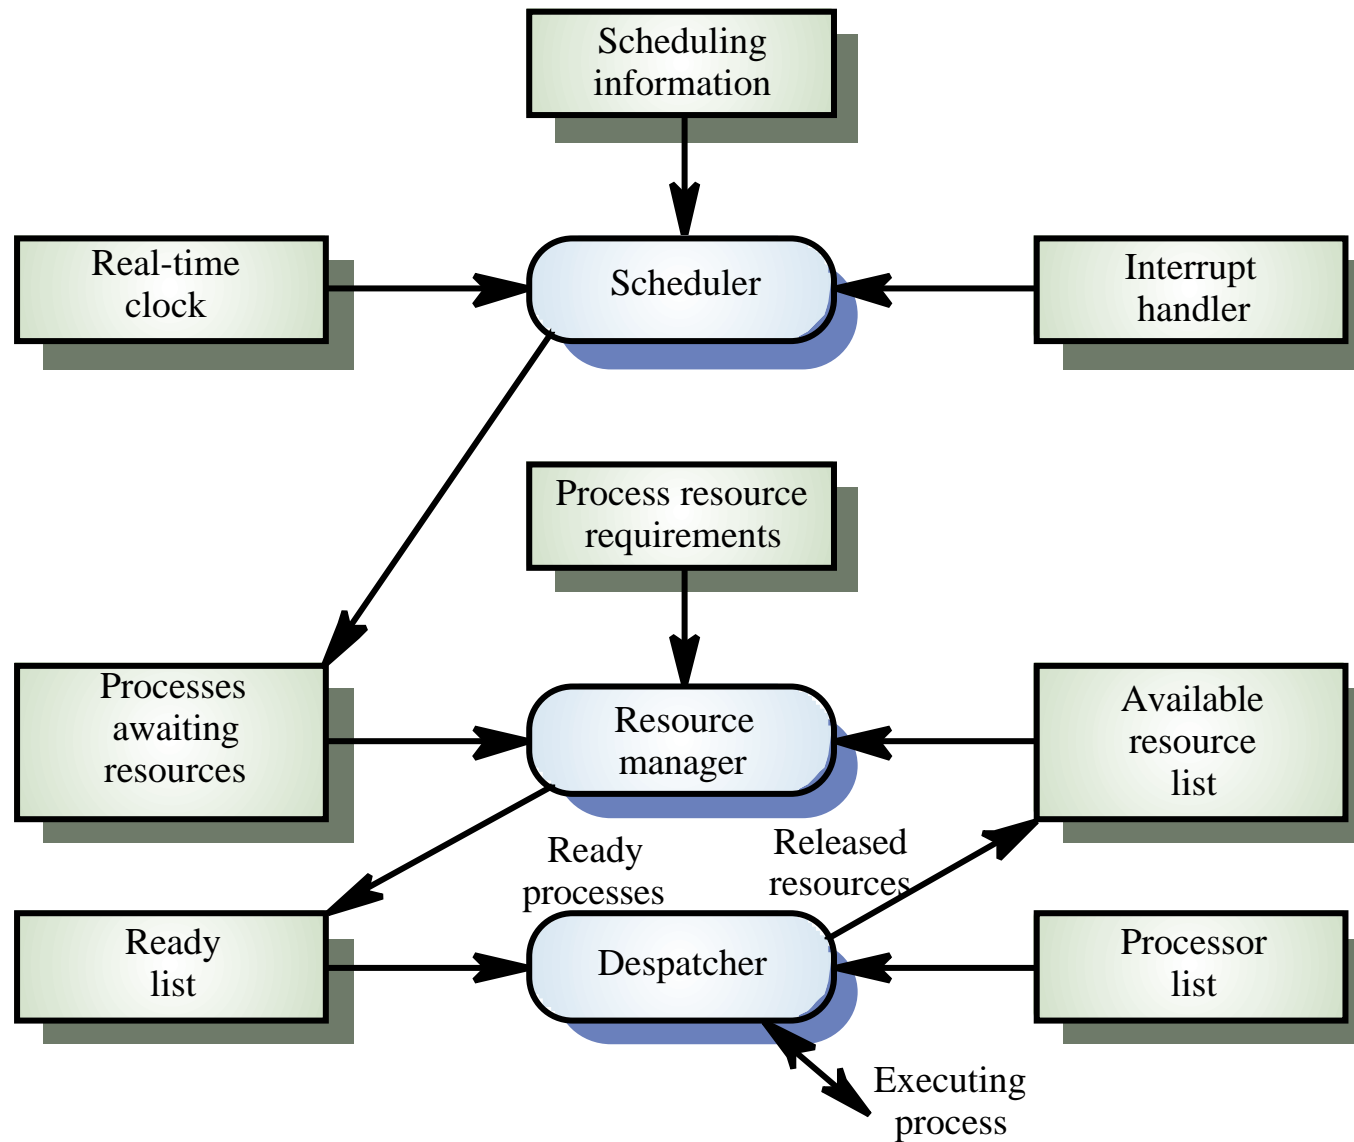 Scheduling
information
Real-time
clock
Scheduler
Interrupt
handler
Process resource
requirements
Processes
awaiting
resources
Resource
manager
Available
resource
list
Ready
processes
Released
resources
Ready
list
Despatcher
Processor
list
Executing
process